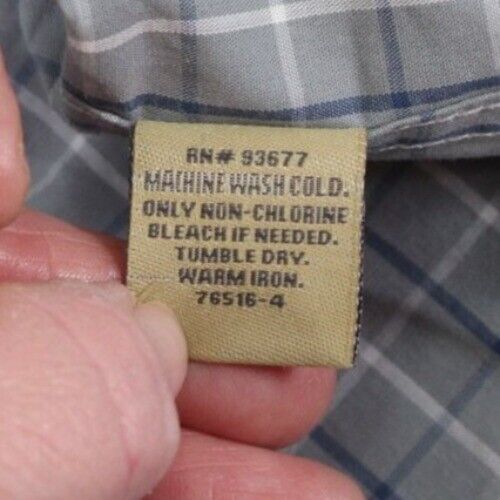 RN# 93677
MACHINE WASH COLD.
ONLY NON-CHLORINE
BLEACH IF NEEDED.
TUMBLE DRY.
WARM IRON.
76516-4